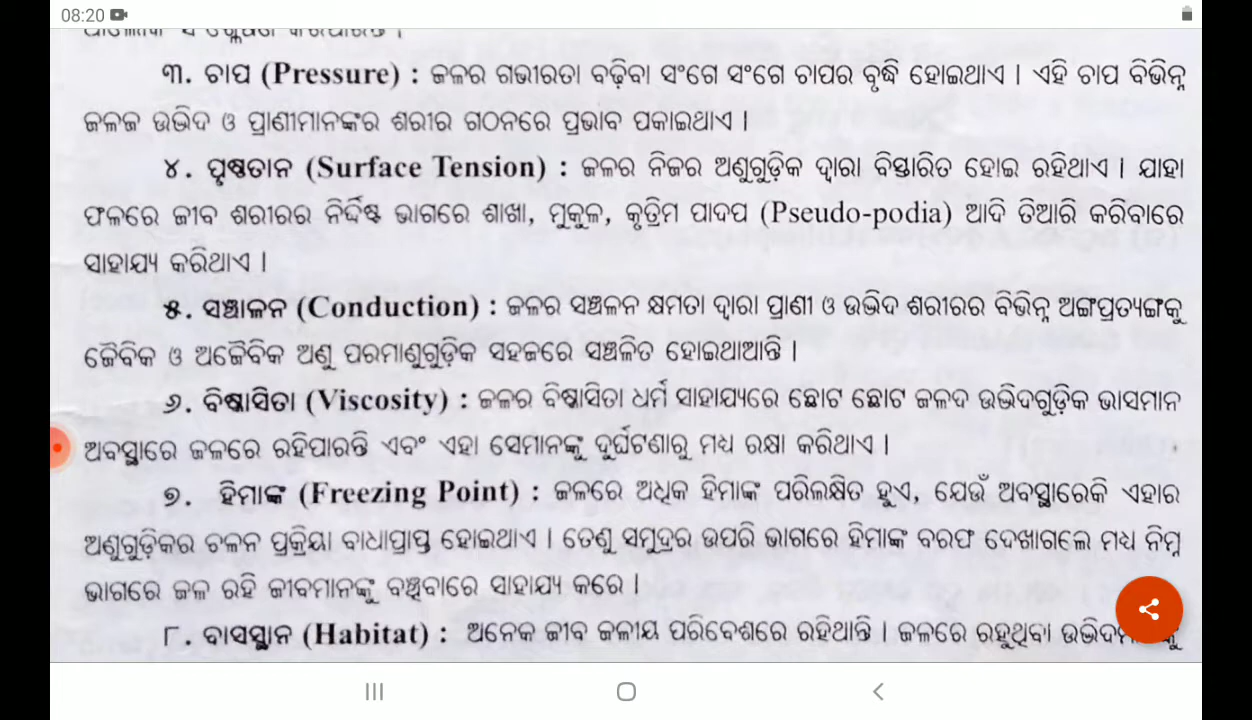 08:20
୩. ଚାପ (Pressure) : ଜଳର ଗଭୀରତା ବଢ଼ିବା ସଂଗେ ସଂଗେ ଚାପର ବୃଦ୍ଧି ହୋଇଥାଏ । ଏହି ଚାପ ବିଭିନ୍ନ
ଜଳଜ ଉଦ୍ଭିଦ ଓ ପ୍ରାଣୀମାନଙ୍କର ଶରୀର ଗଠନରେ ପ୍ରଭାବ ପକାଇଥାଏ ।
୪. ପୃଷ୍ଠତାନ (Surface Tension) : ଜଳର ନିଜର ଅଣୁଗୁଡ଼ିକ ଦ୍ୱାରା ବିସ୍ତାରିତ ହୋଇ ରହିଥାଏ । ଯାହା
ଫଳରେ ଜୀବ ଶରୀରର ନିର୍ଦ୍ଦିଷ୍ଟ ଭାଗରେ ଶାଖା, ମୁକୁଳ, କୃତ୍ରିମ ପାଦପ (Pseudo-podia) ଆଦି ତିଆରି କରିବାରେ
ସାହାଯ୍ୟ କରିଥାଏ ।
୫. ସଞ୍ଚାଳନ (Conduction) : ଜଳର ସଞ୍ଚଳନ କ୍ଷମତା ଦ୍ୱାରା ପ୍ରାଣୀ ଓ ଉଦ୍ଭିଦ ଶରୀରର ବିଭିନ୍ନ ଅଙ୍ଗପ୍ରତ୍ୟଙ୍ଗକୁ
ଜୈବିକ ଓ ଅଜୈବିକ ଅଣୁ ପରମାଣୁଗୁଡ଼ିକ ସହଜରେ ସଞ୍ଚଳିତ ହୋଇଥାଆନ୍ତି ।
୬. ବିଷ୍ଯାସିତା (Viscosity) : ଜଳର ବିଷ୍ଯାସିତା ଧର୍ମ ସାହାଯ୍ୟରେ ଛୋଟ ଛୋଟ ଜଳଦ ଉଦ୍ଭିଦଗୁଡ଼ିକ ଭାସମାନ
ଅବସ୍ଥାରେ ଜଳରେ ରହିପାରନ୍ତି ଏବଂ ଏହା ସେମାନଙ୍କୁ ଦୁର୍ଘଟଣାରୁ ମଧ୍ୟ ରକ୍ଷା କରିଥାଏ ।
୭. ହିମାଙ୍କ (Freezing Point) : ଜଳରେ ଅଧିକ ହିମାଙ୍କ ପରିଲକ୍ଷିତ ହୁଏ, ଯେଉଁ ଅବସ୍ଥାରେକି ଏହାର
ଅଣୁଗୁଡ଼ିକର ଚଳନ ପ୍ରକ୍ରିୟା ବାଧାପ୍ରାପ୍ତ ହୋଇଥାଏ । ତେଣୁ ସମୁଦ୍ରର ଉପରି ଭାଗରେ ହିମାଙ୍କ ବରଫ ଦେଖାଗଲେ ମଧ୍ୟ ନିମ୍ନ
ଭାଗରେ ଜଳ ରହି ଜୀବମାନଙ୍କୁ ବଞ୍ଚିବାରେ ସାହାଯ୍ୟ କରେ ।
୮. ବାସସ୍ଥାନ (Habitat) : ଅନେକ ଜୀବ ଜଳୀୟ ପରିବେଶରେ ରହିଥାନ୍ତି । ଜଳରେ ରହୁଥିବା